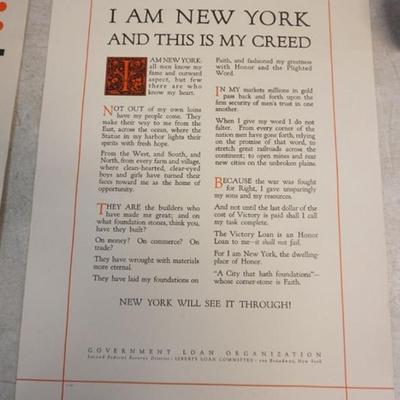 I AM NEW YORK
AND THIS IS MY CREED
I AM NEW YORK:
all men know my
fame and outward
aspect, but few
there are who
know my heart.
NOT OUT of my own loins
have my people come. They
make their way to me from the
East, across the ocean, where the
Statue in my harbor lights their
spirits with fresh hope.
From the West, and South, and
North, from every farm and village,
where clean-hearted, clear-eyed
boys and girls have turned their
faces toward me as the home of
opportunity.
THEY ARE the builders who
have made me great; and on
what foundation stones, think you,
have they built?
On money? On commerce? On
trade?
They have wrought with materials
more eternal.
They have laid my foundations on
Faith, and fashioned my greatness
with Honor and the Plighted
Word.
IN MY markets millions in gold
pass back and forth upon the
firm security of men's trust in one
another.
When I give my word I do not
falter. From every corner of the
nation men have gone forth, relying
on the promise of that word, to
stretch great railroads across the
continent; to open mines and rear
new cities on the unbroken plains.
BECAUSE the war was fought
for Right, I gave unsparingly
my sons and my resources.
And not until the last dollar of the
cost of Victory is paid shall I call
my task complete.
The Victory Loan is an Honor
Loan to me—it shall not fail.
For I am New York, the dwelling-
place of Honor.
"A City that hath foundations"—
whose corner-stone is Faith.
NEW YORK WILL SEE IT THROUGH!
GOVERNMENT LOAN ORGANIZATION
Second Federal Reserve District - LIBERTY LOAN COMMITTEE - 120 Broadway, New York